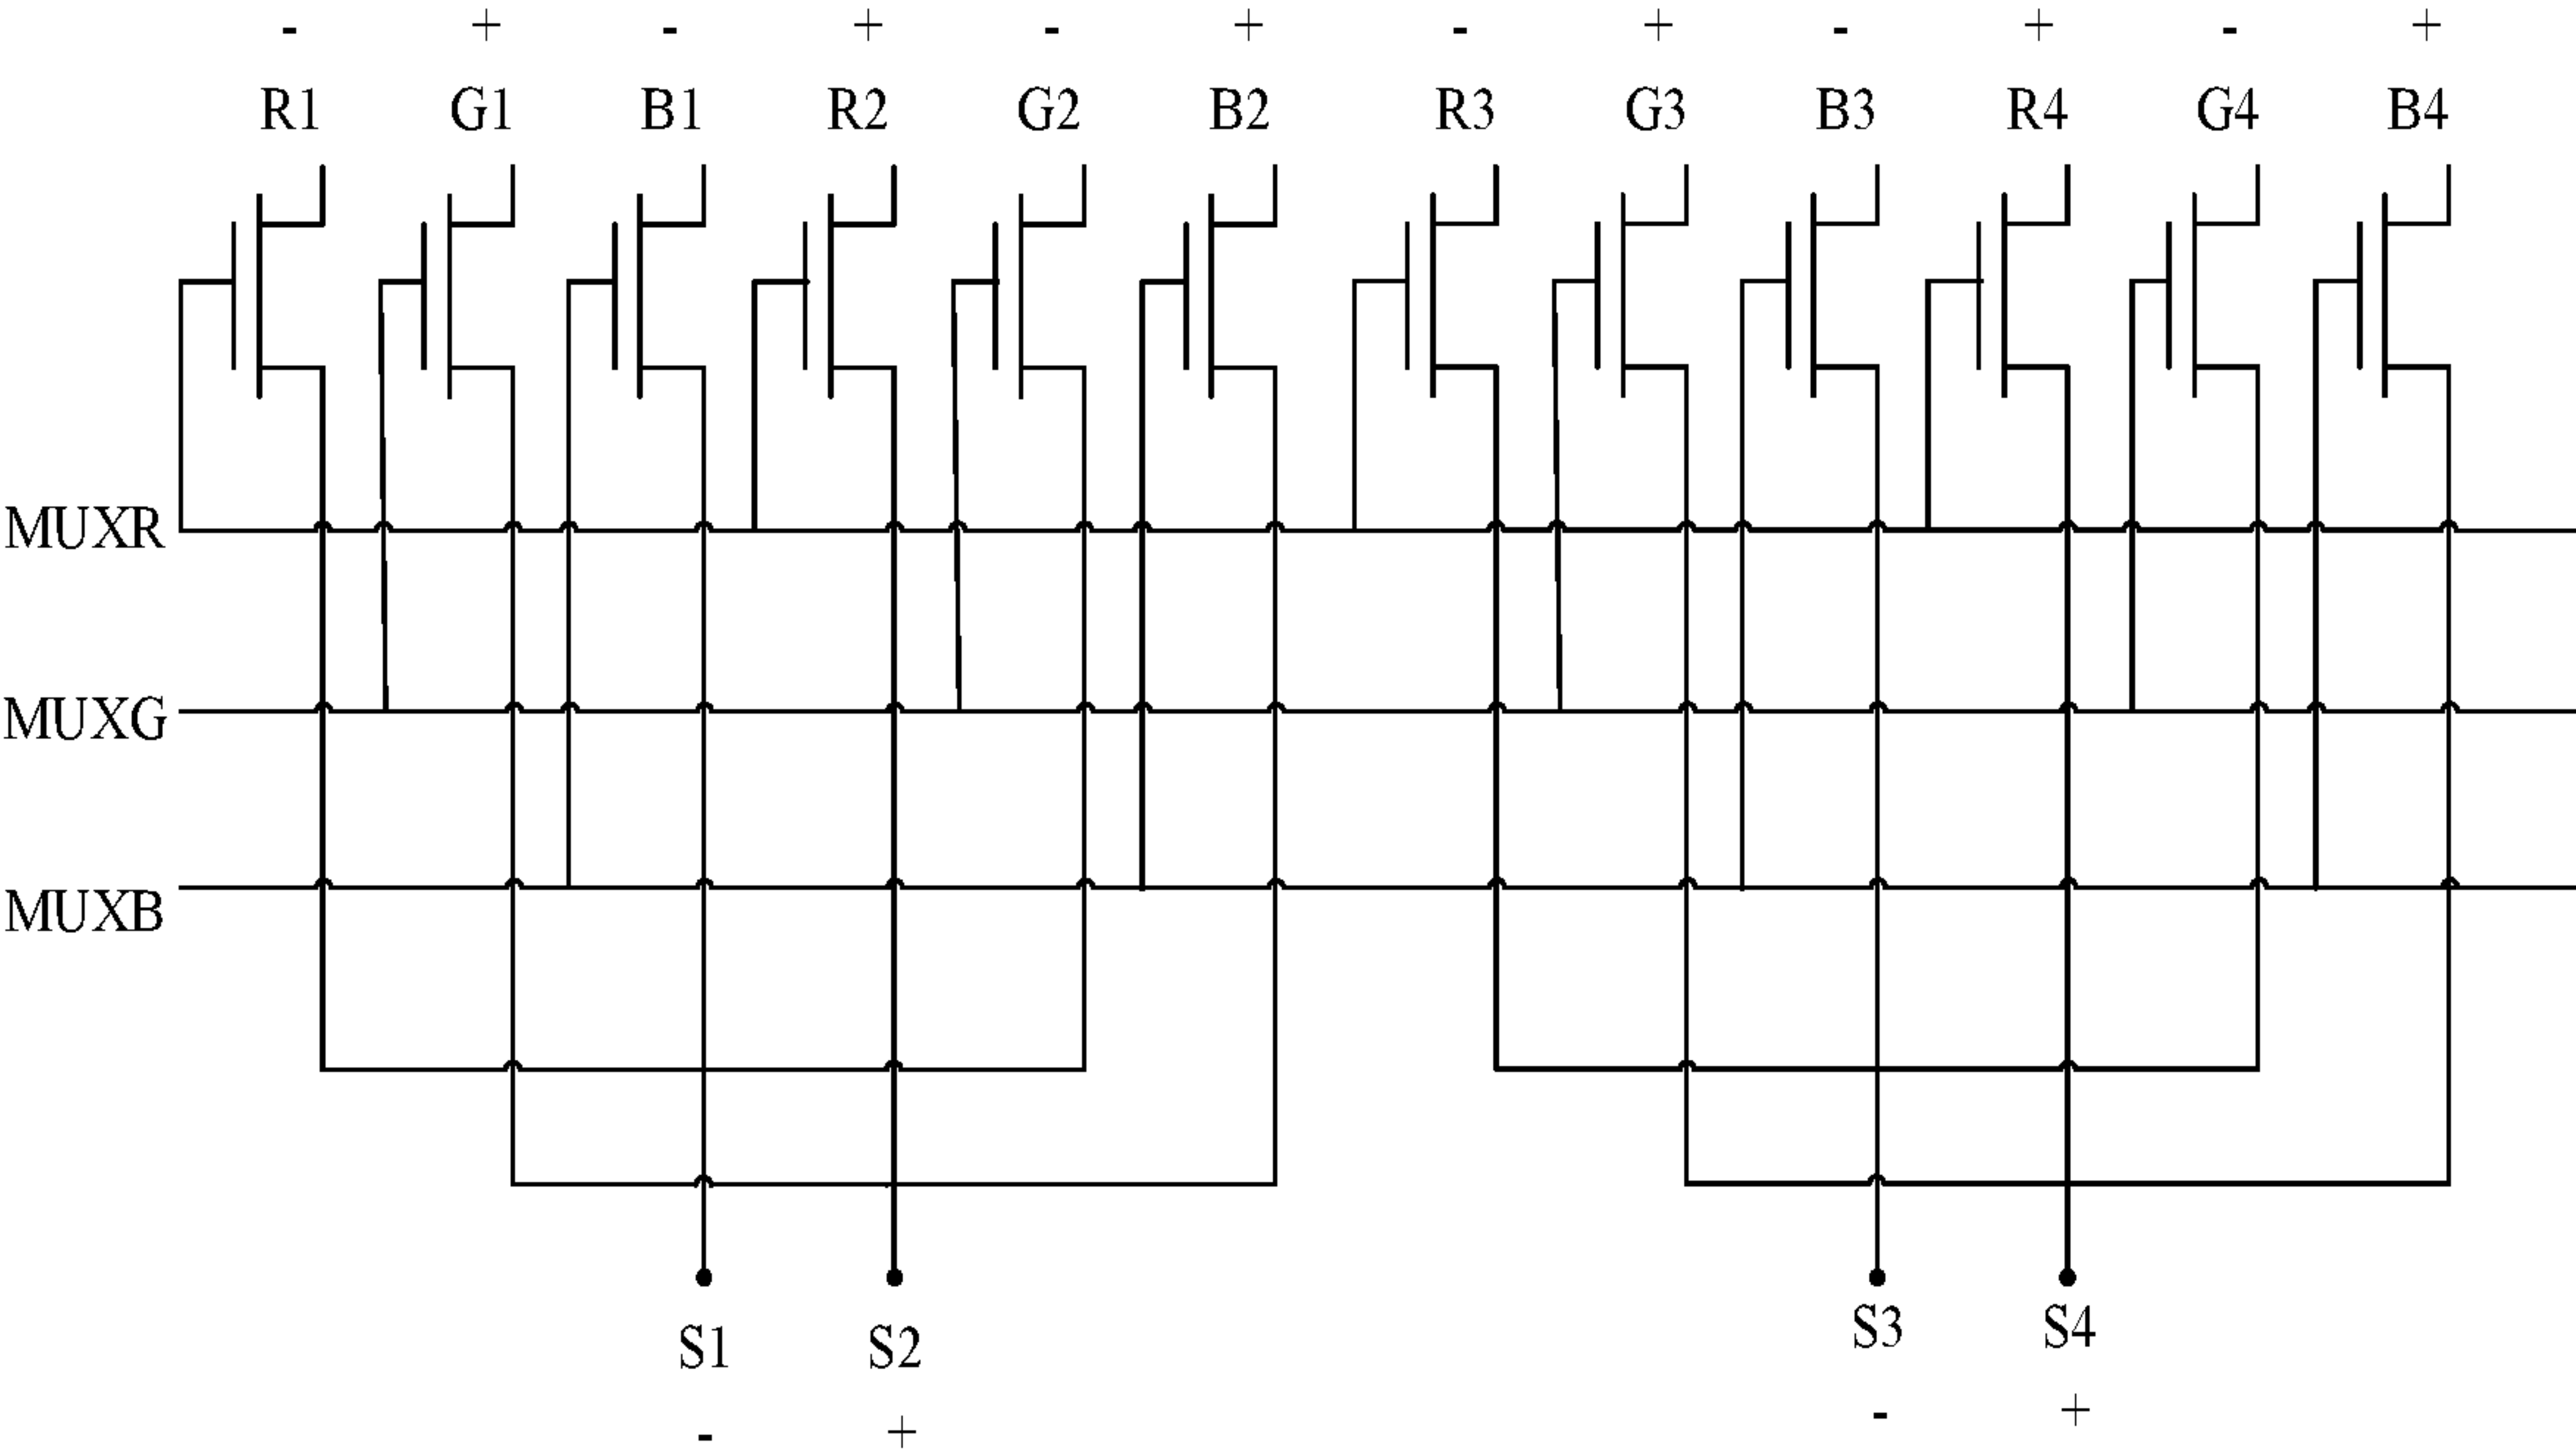 - + - + - + - + - + - +
R1 G1 B1 R2 G2 B2 R3 G3 B3 R4 G4 B4
MUXR
MUXG
MUXB
S1 S2 S3 S4
- + - +